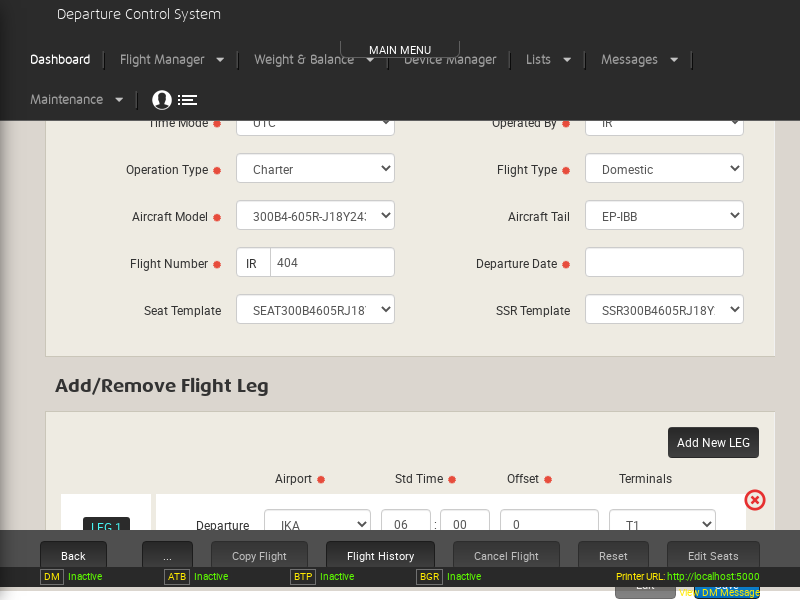 Departure Control System
MAIN MENU
Dashboard Flight Manager Weight & Balance Device Manager Lists Messages
Maintenance
Time Mode UTC Operated By IR
Operation Type Charter Flight Type Domestic
Aircraft Model 300B4-605R-J18Y243 Aircraft Tail EP-IBB
Flight Number IR 404 Departure Date
Seat Template SEAT300B4605RJ18Y SSR Template SSR300B4605RJ18Y
Add/Remove Flight Leg
Add New LEG
Airport Std Time Offset Terminals
LEG 1 Departure IKA 06 : 00 0 T1
Back ... Copy Flight Flight History Cancel Flight Reset Edit Seats
DM Inactive ATB Inactive BTP Inactive BGR Inactive Printer URL: http://localhost:5000
Edit
View DM Message